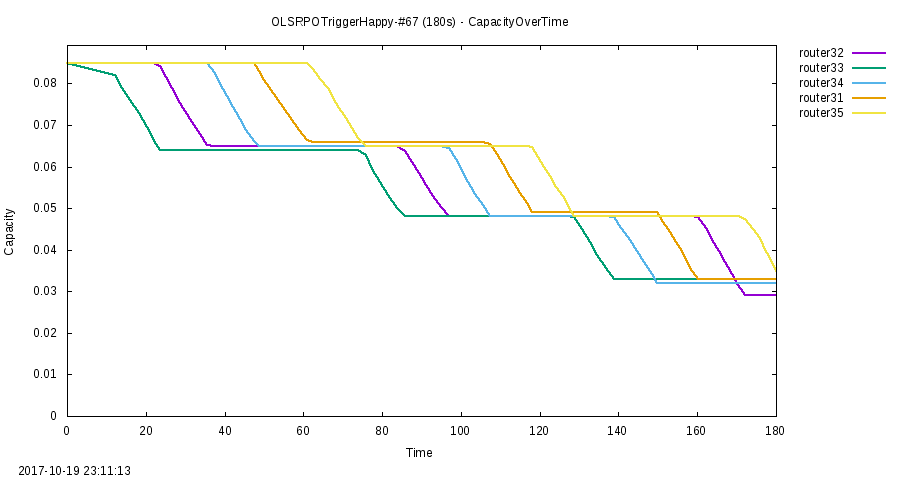 OLSRPOTriggerHappy-#67 (180s) - CapacityOverTime
router32
router33
router34
router31
router35
0.08
0.07
0.06
0.05
0.04
0.03
0.02
0.01
0
Capacity
0 20 40 60 80 100 120 140 160 180
Time
2017-10-19 23:11:13